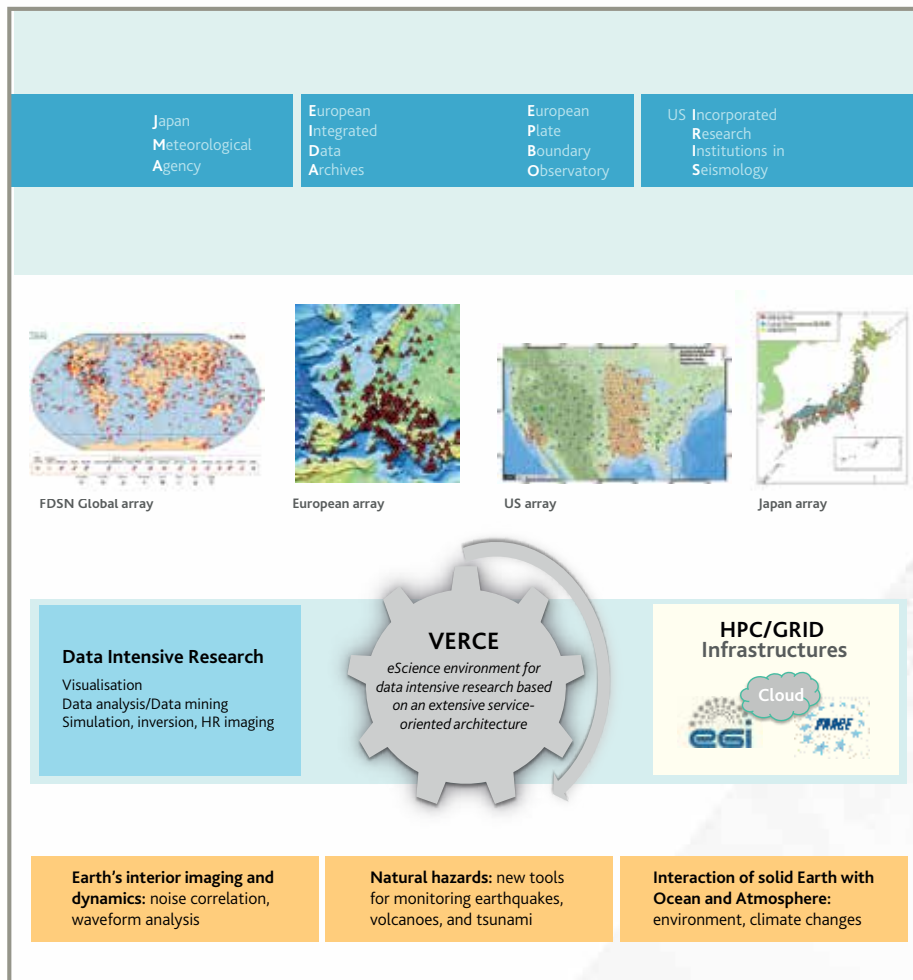 Japan
Meteorological
Agency
European
Integrated
Data
Archives
European
Plate
Boundary
Observatory
US Incorporated
Research
Institutions in
Seismology
FDSN Global array
European array
US array
Japan array
Data Intensive Research
Visualisation
Data analysis/Data mining
Simulation, inversion, HR imaging
VERCE
eScience environment for
data intensive research based
on an extensive service-
oriented architecture
HPC/GRID
Infrastructures
Cloud
egi
PRACE
Earth's interior imaging and
dynamics: noise correlation,
waveform analysis
Natural hazards: new tools
for monitoring earthquakes,
volcanoes, and tsunami
Interaction of solid Earth with
Ocean and Atmosphere:
environment, climate changes